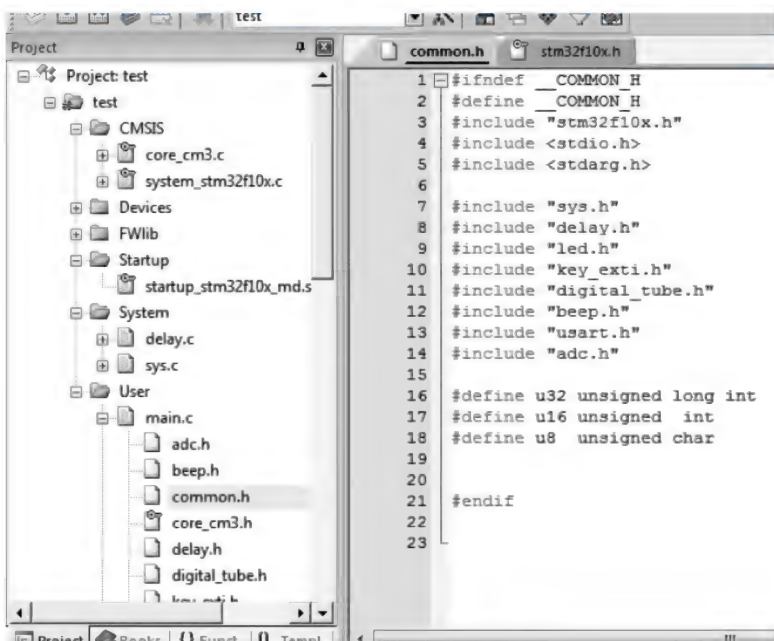 test
Project
Project: test
test
CMSIS
core_cm3.c
system_stm32f10x.c
Devices
FWlib
Startup
startup_stm32f10x_md.s
System
delay.c
sys.c
User
main.c
adc.h
beep.h
common.h
core_cm3.h
delay.h
digital_tube.h
key_exti.h
Project Books {} Funct... Templ
common.h stm32f10x.h
1 #ifndef __COMMON_H
2 #define __COMMON_H
3 #include "stm32f10x.h"
4 #include <stdio.h>
5 #include <stdarg.h>
6
7 #include "sys.h"
8 #include "delay.h"
9 #include "led.h"
10 #include "key_exti.h"
11 #include "digital_tube.h"
12 #include "beep.h"
13 #include "usart.h"
14 #include "adc.h"
15
16 #define u32 unsigned long int
17 #define u16 unsigned  int
18 #define u8  unsigned char
19
20
21 #endif
22
23